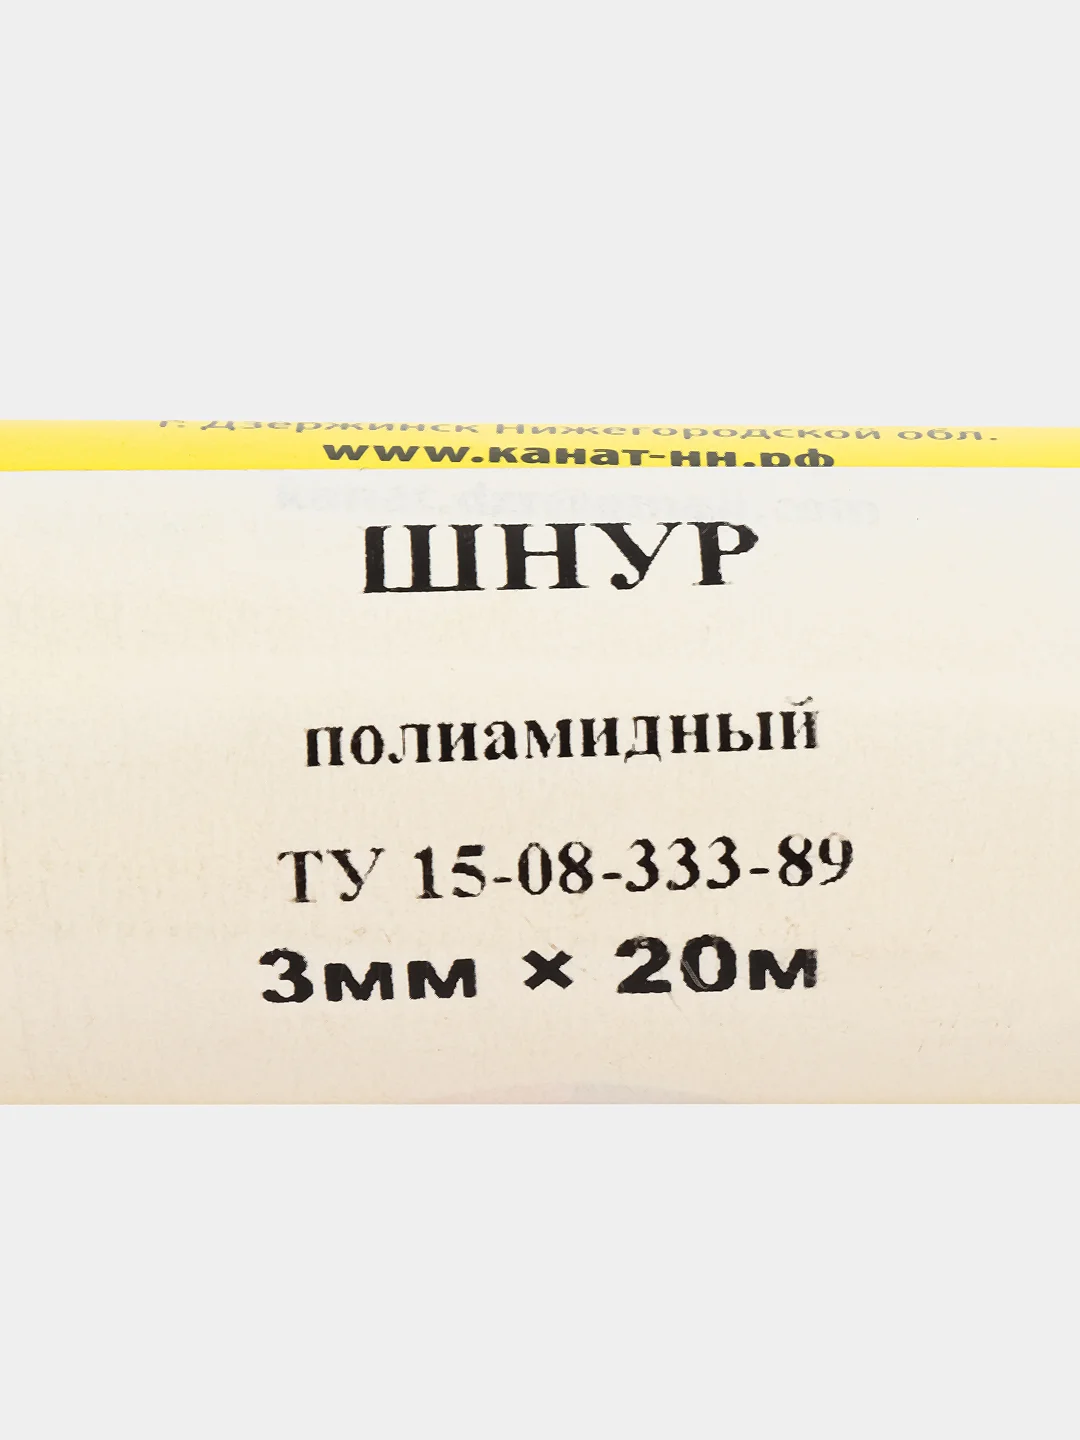 г. Дзержинск Нижегородской обл.
www.канат-нн.рф
ШНУР
полиамидный
ТУ 15-08-333-89
3мм × 20м